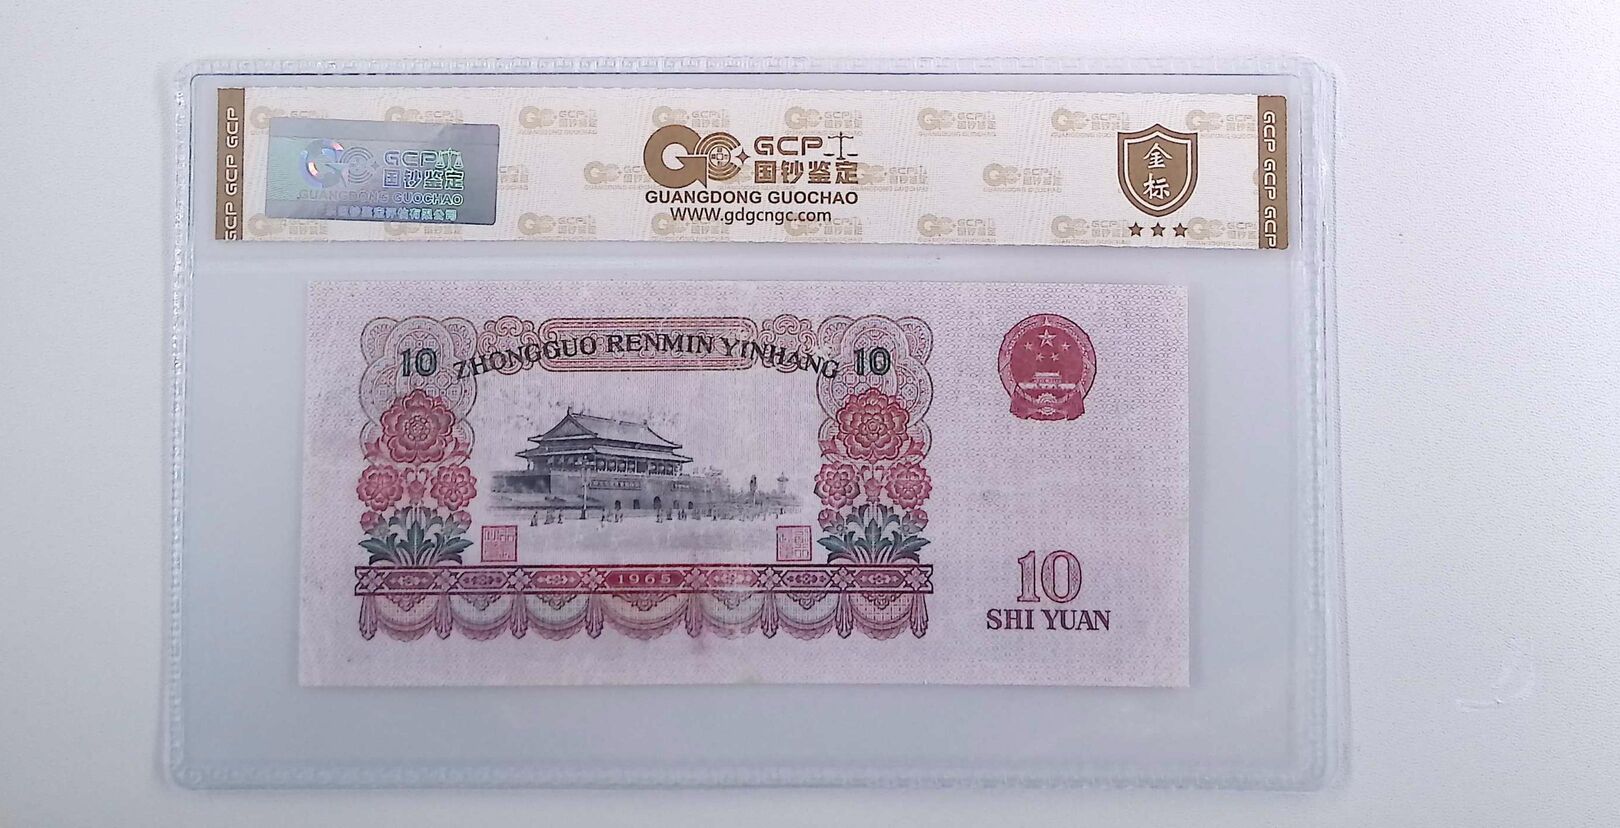 GCP GCP GCP
GCP
国钞鉴定
GUANGDONG GUOCHAO
GCP
国钞鉴定
GUANGDONG GUOCHAO
WWW.gdgcngc.com
金
标
GCP GCP GCP
10 ZHONGGUO RENMIN YINHANG 10
1965
10
SHI YUAN